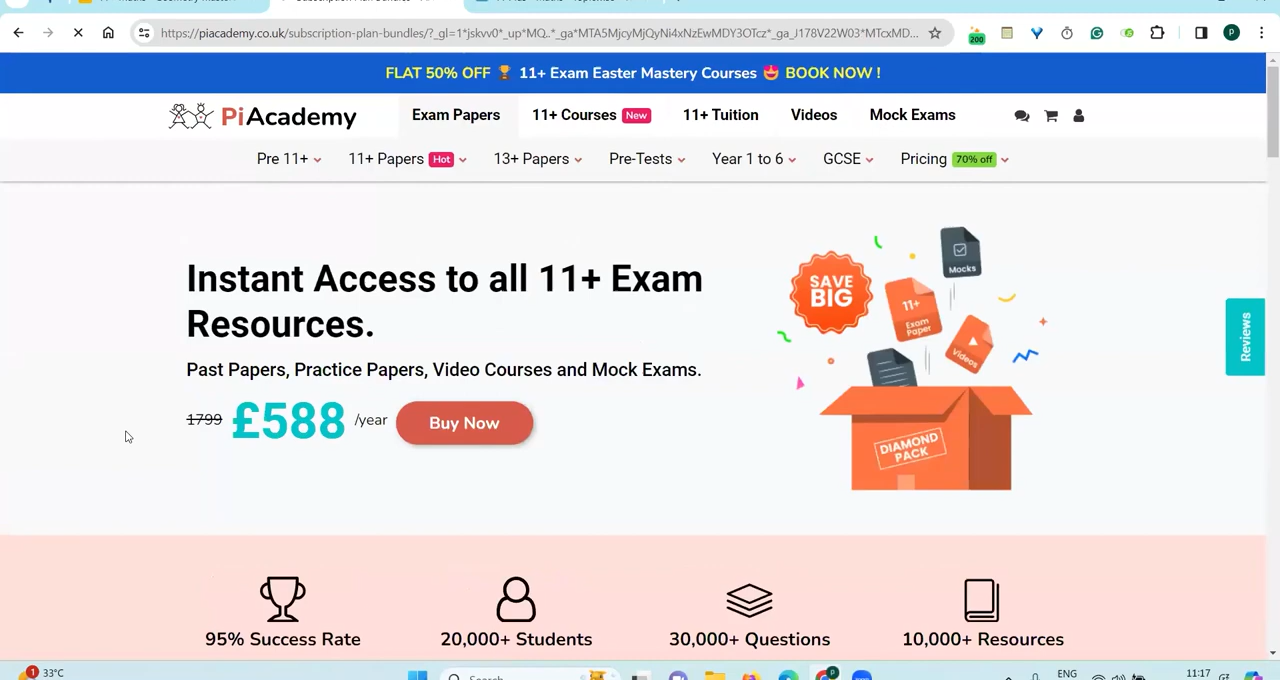 https://piacademy.co.uk/subscription-plan-bundles/?_gl=1*jskvv0*_up*MQ..*_ga*MTA5MjcyMjQyNi4xNzEwMDY3OTcz*_ga_J178V22W03*MTcxMD...
200
P
FLAT 50% OFF 🏆 11+ Exam Easter Mastery Courses 🤩 BOOK NOW !
PiAcademy
Exam Papers
11+ Courses New
11+ Tuition
Videos
Mock Exams
Pre 11+
11+ Papers Hot
13+ Papers
Pre-Tests
Year 1 to 6
GCSE
Pricing 70% off
Instant Access to all 11+ Exam
Resources.
Past Papers, Practice Papers, Video Courses and Mock Exams.
1799 £588 /year
Buy Now
SAVE
BIG
Mocks
11+
Exam
Paper
Videos
DIAMOND
PACK
Reviews
95% Success Rate
20,000+ Students
30,000+ Questions
10,000+ Resources
1
33°C
Search
P
ENG
11:17